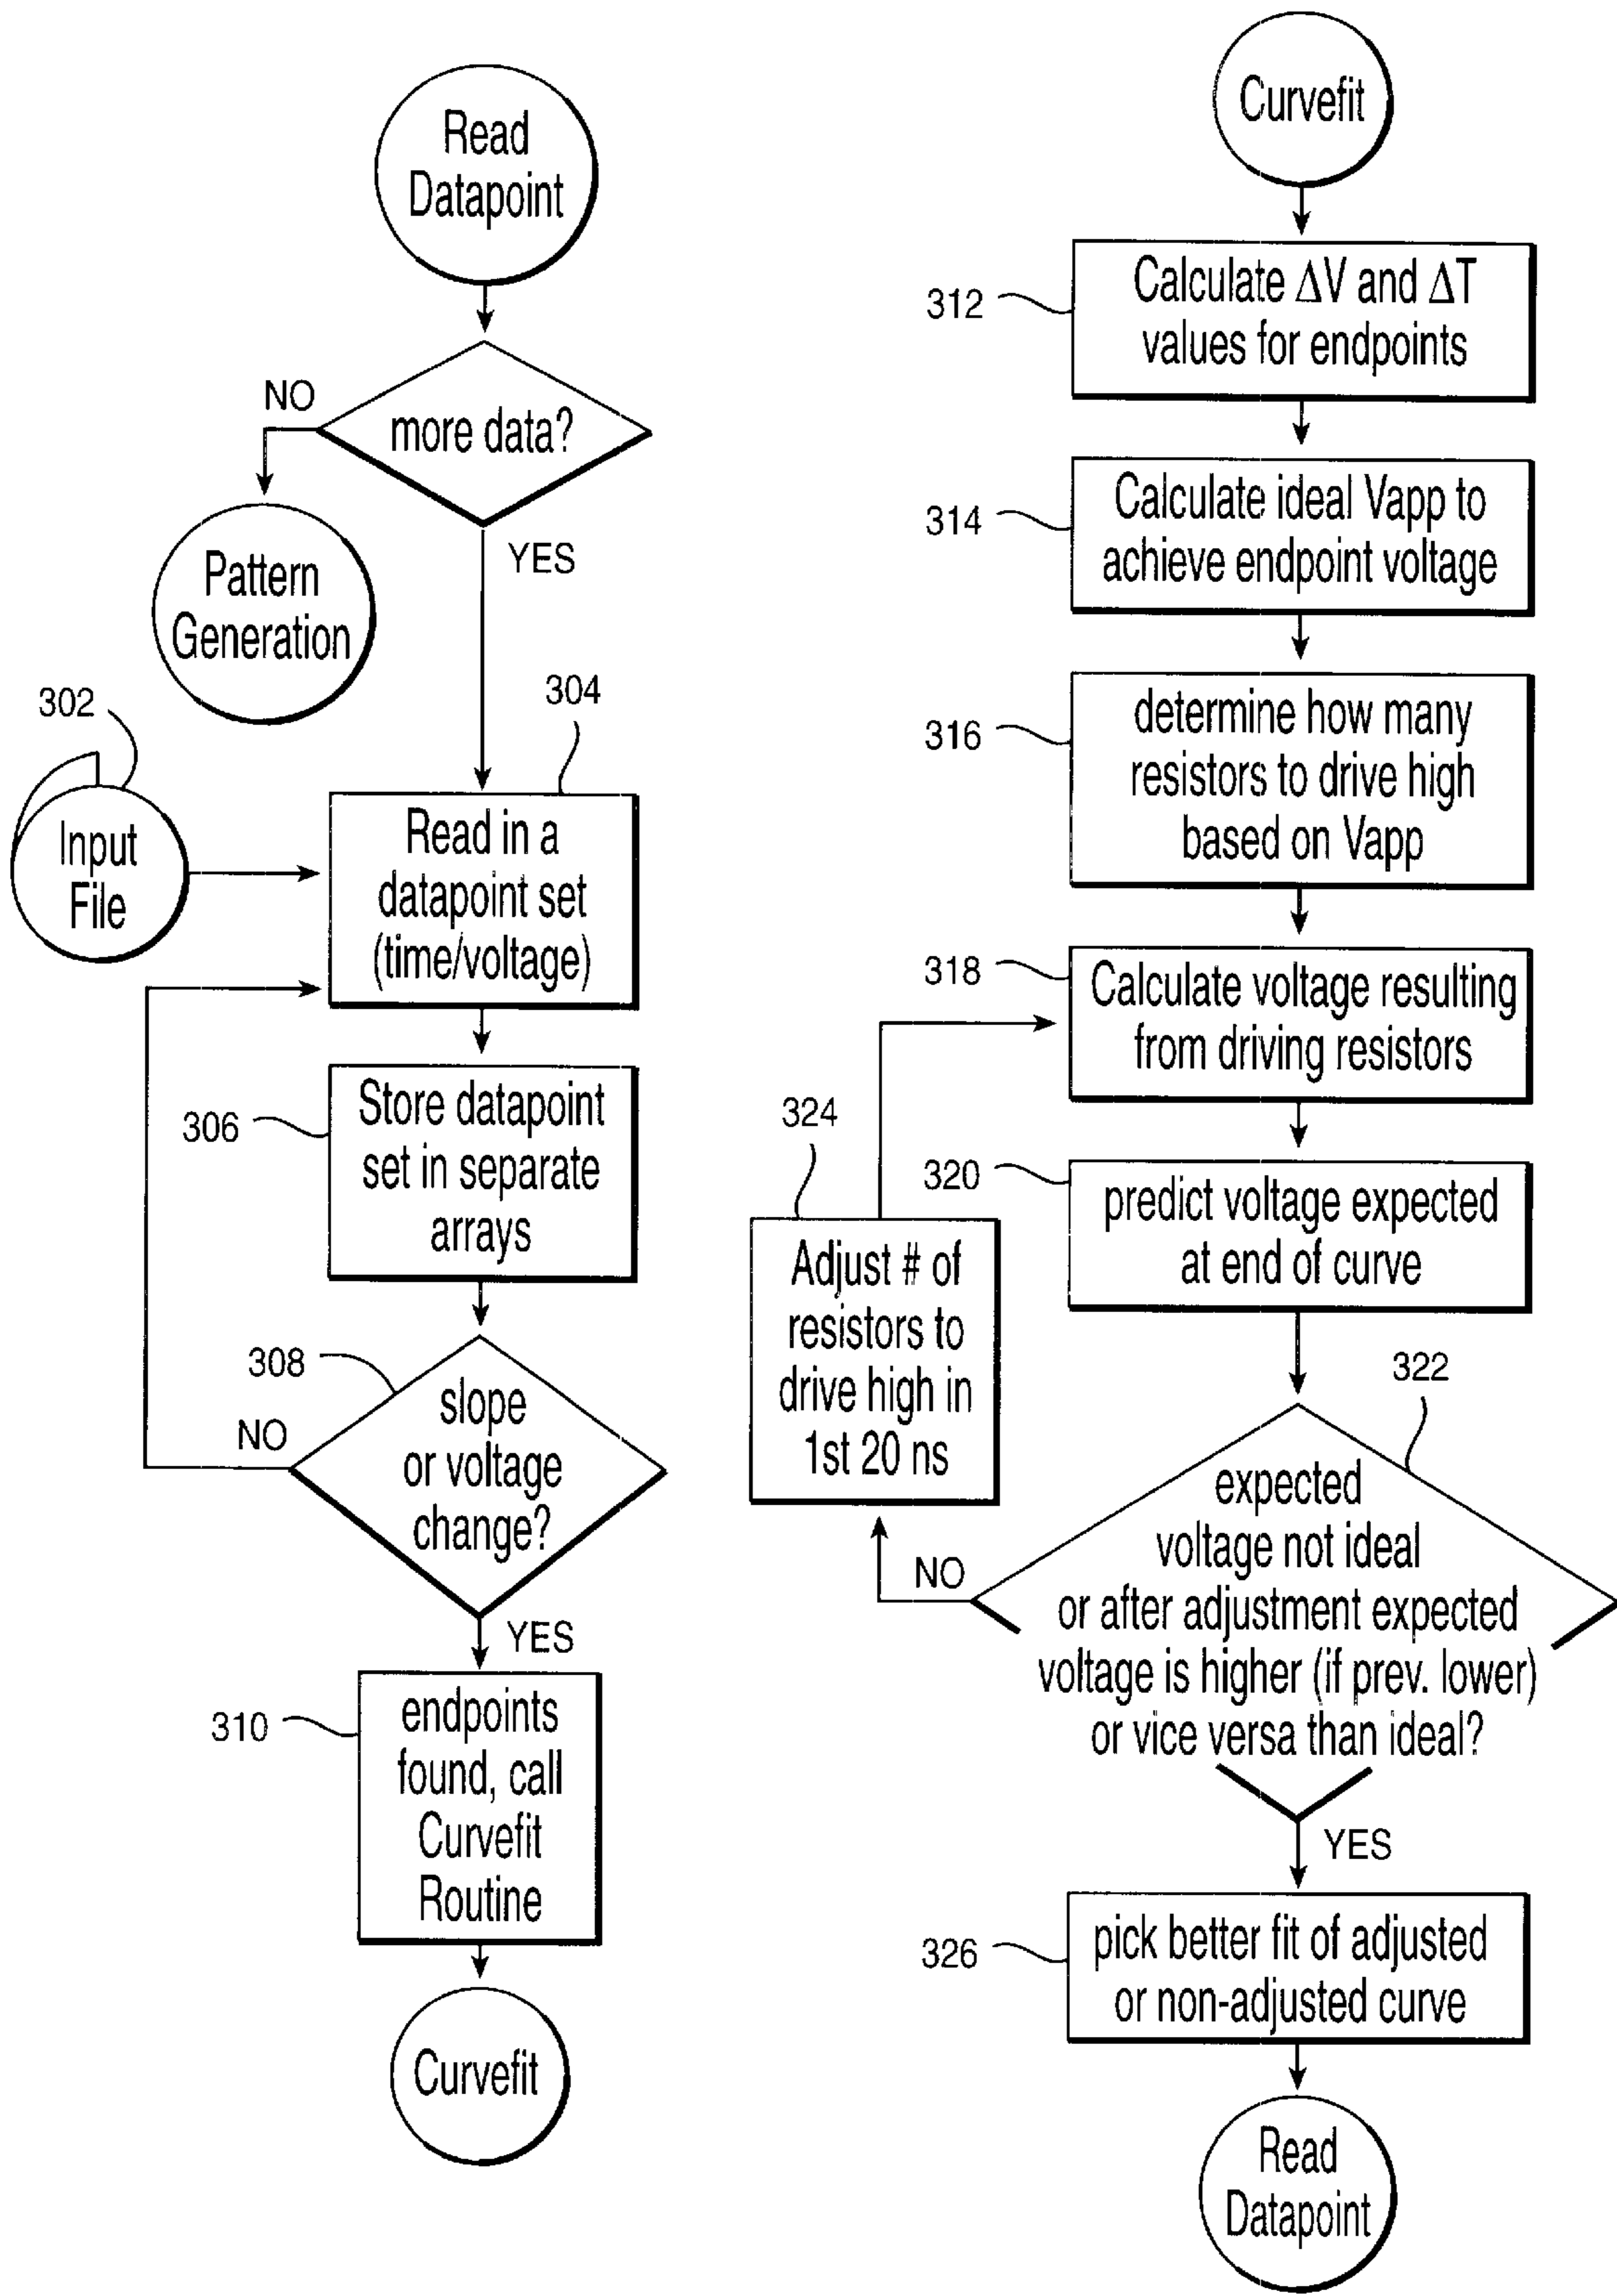 Read
Datapoint
more data?
NO
YES
Pattern
Generation
302
Input
File
304
Read in a
datapoint set
(time/voltage)
306
Store datapoint
set in separate
arrays
308
slope
or voltage
change?
NO
YES
310
endpoints
found, call
Curvefit
Routine
Curvefit
Curvefit
312
Calculate ΔV and ΔT
values for endpoints
314
Calculate ideal Vapp to
achieve endpoint voltage
316
determine how many
resistors to drive high
based on Vapp
318
Calculate voltage resulting
from driving resistors
320
predict voltage expected
at end of curve
324
Adjust # of
resistors to
drive high in
1st 20 ns
322
expected
voltage not ideal
or after adjustment expected
voltage is higher (if prev. lower)
or vice versa than ideal?
NO
YES
326
pick better fit of adjusted
or non-adjusted curve
Read
Datapoint